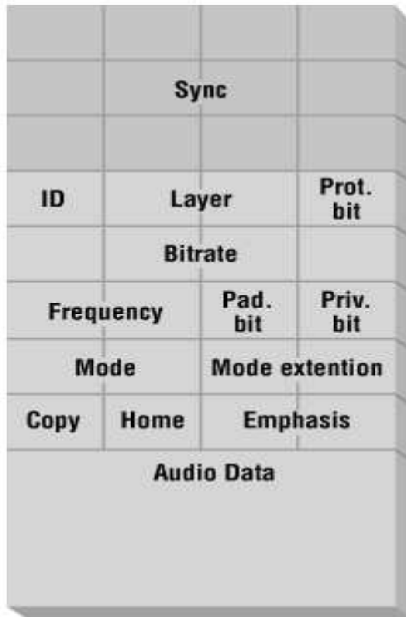 Sync
ID Layer Prot.
bit
Bitrate
Frequency Pad.
bit Priv.
bit
Mode Mode extention
Copy Home Emphasis
Audio Data